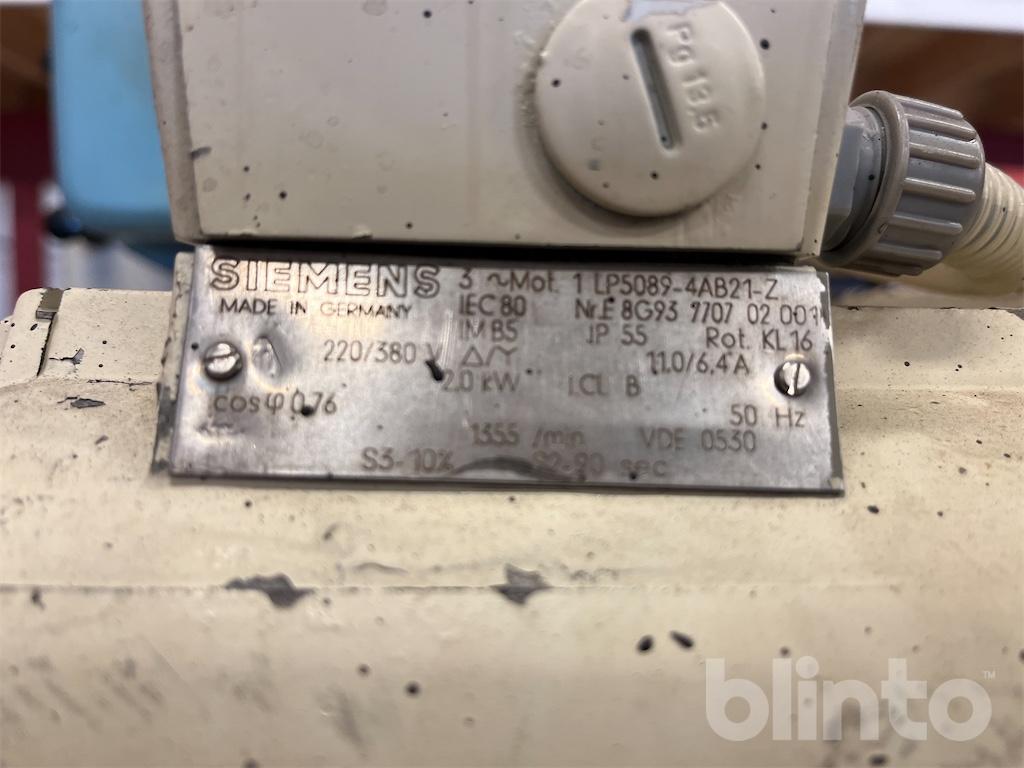 Pg 13,5
SIEMENS 3 ~Mot. 1 LP5089-4AB21-Z
MADE IN GERMANY IEC 80 Nr.E 8G93 7707 02 001
IM B5 IP 55 Rot. KL 16
220/380 V △/Y 11.0/6,4 A
2.0 kW I.CL B
cosφ 0,76 50 Hz
1355 /min VDE 0530
S3-10% S2-90 sec
blinto™